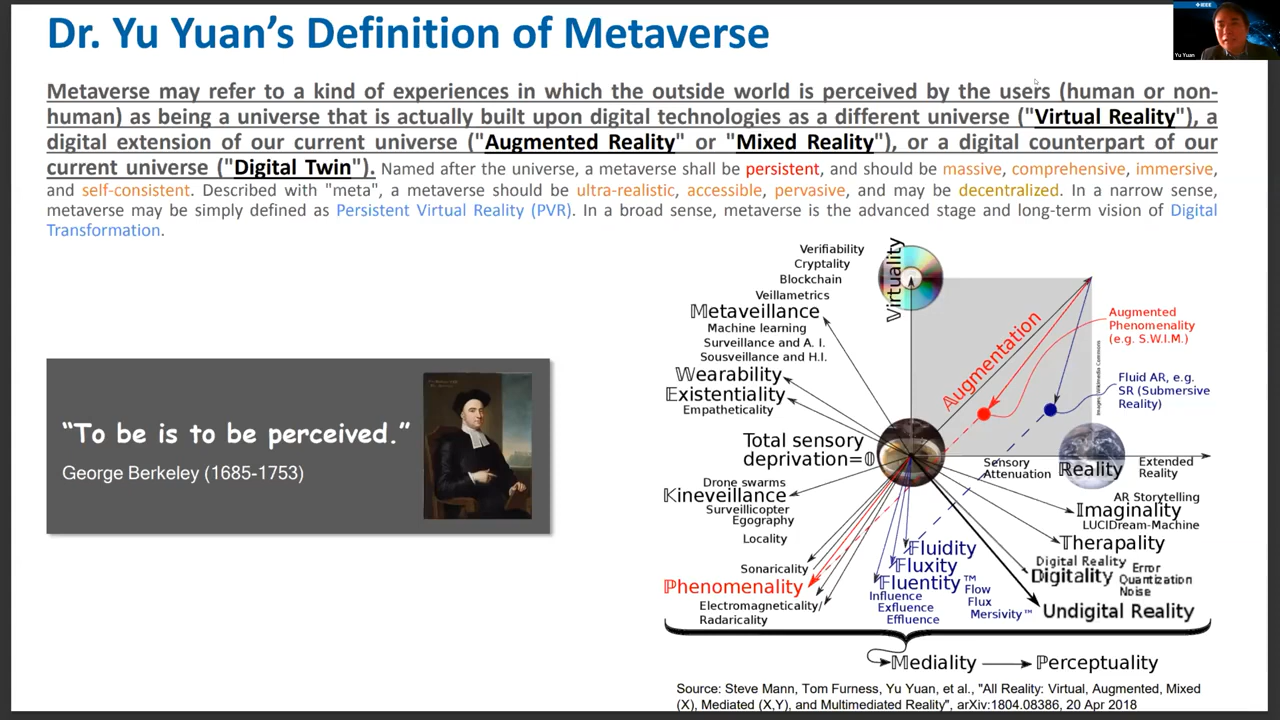 Dr. Yu Yuan’s Definition of Metaverse
IEEE
Yu Yuan
Metaverse may refer to a kind of experiences in which the outside world is perceived by the users (human or non-
human) as being a universe that is actually built upon digital technologies as a different universe ("Virtual Reality"), a
digital extension of our current universe ("Augmented Reality" or "Mixed Reality"), or a digital counterpart of our
current universe ("Digital Twin"). Named after the universe, a metaverse shall be persistent, and should be massive, comprehensive, immersive,
and self-consistent. Described with "meta", a metaverse should be ultra-realistic, accessible, pervasive, and may be decentralized. In a narrow sense,
metaverse may be simply defined as Persistent Virtual Reality (PVR). In a broad sense, metaverse is the advanced stage and long-term vision of Digital
Transformation.
“To be is to be perceived.”
George Berkeley (1685-1753)
Verifiability
Cryptality
Blockchain
Veillametrics
Metaveillance
Machine learning
Surveillance and A. I.
Sousveillance and H.I.
Wearability
Existentiality
Empatheticality
Total sensory
deprivation=0
Drone swarms
Kineveillance
Surveillicopter
Egography
Locality
Sonaricality
Phenomenality
Electromagneticality/
Radaricality
Virtuality
Augmentation
Augmented
Phenomenality
(e.g. S.W.I.M.)
Fluid AR, e.g.
SR (Submersive
Reality)
Images: Wikimedia Commons
Sensory
Attenuation
Reality
Extended
Reality
AR Storytelling
Imaginality
LUCIDream-Machine
Therapality
Digital Reality
Digitality
Error
Quantization
Noise
Undigital Reality
Fluidity
Fluxity
Fluentity™
Influence
Exfluence
Effluence
Flow
Flux
Mersivity™
Mediality
Perceptuality
Source: Steve Mann, Tom Furness, Yu Yuan, et al., "All Reality: Virtual, Augmented, Mixed
(X), Mediated (X,Y), and Multimediated Reality", arXiv:1804.08386, 20 Apr 2018